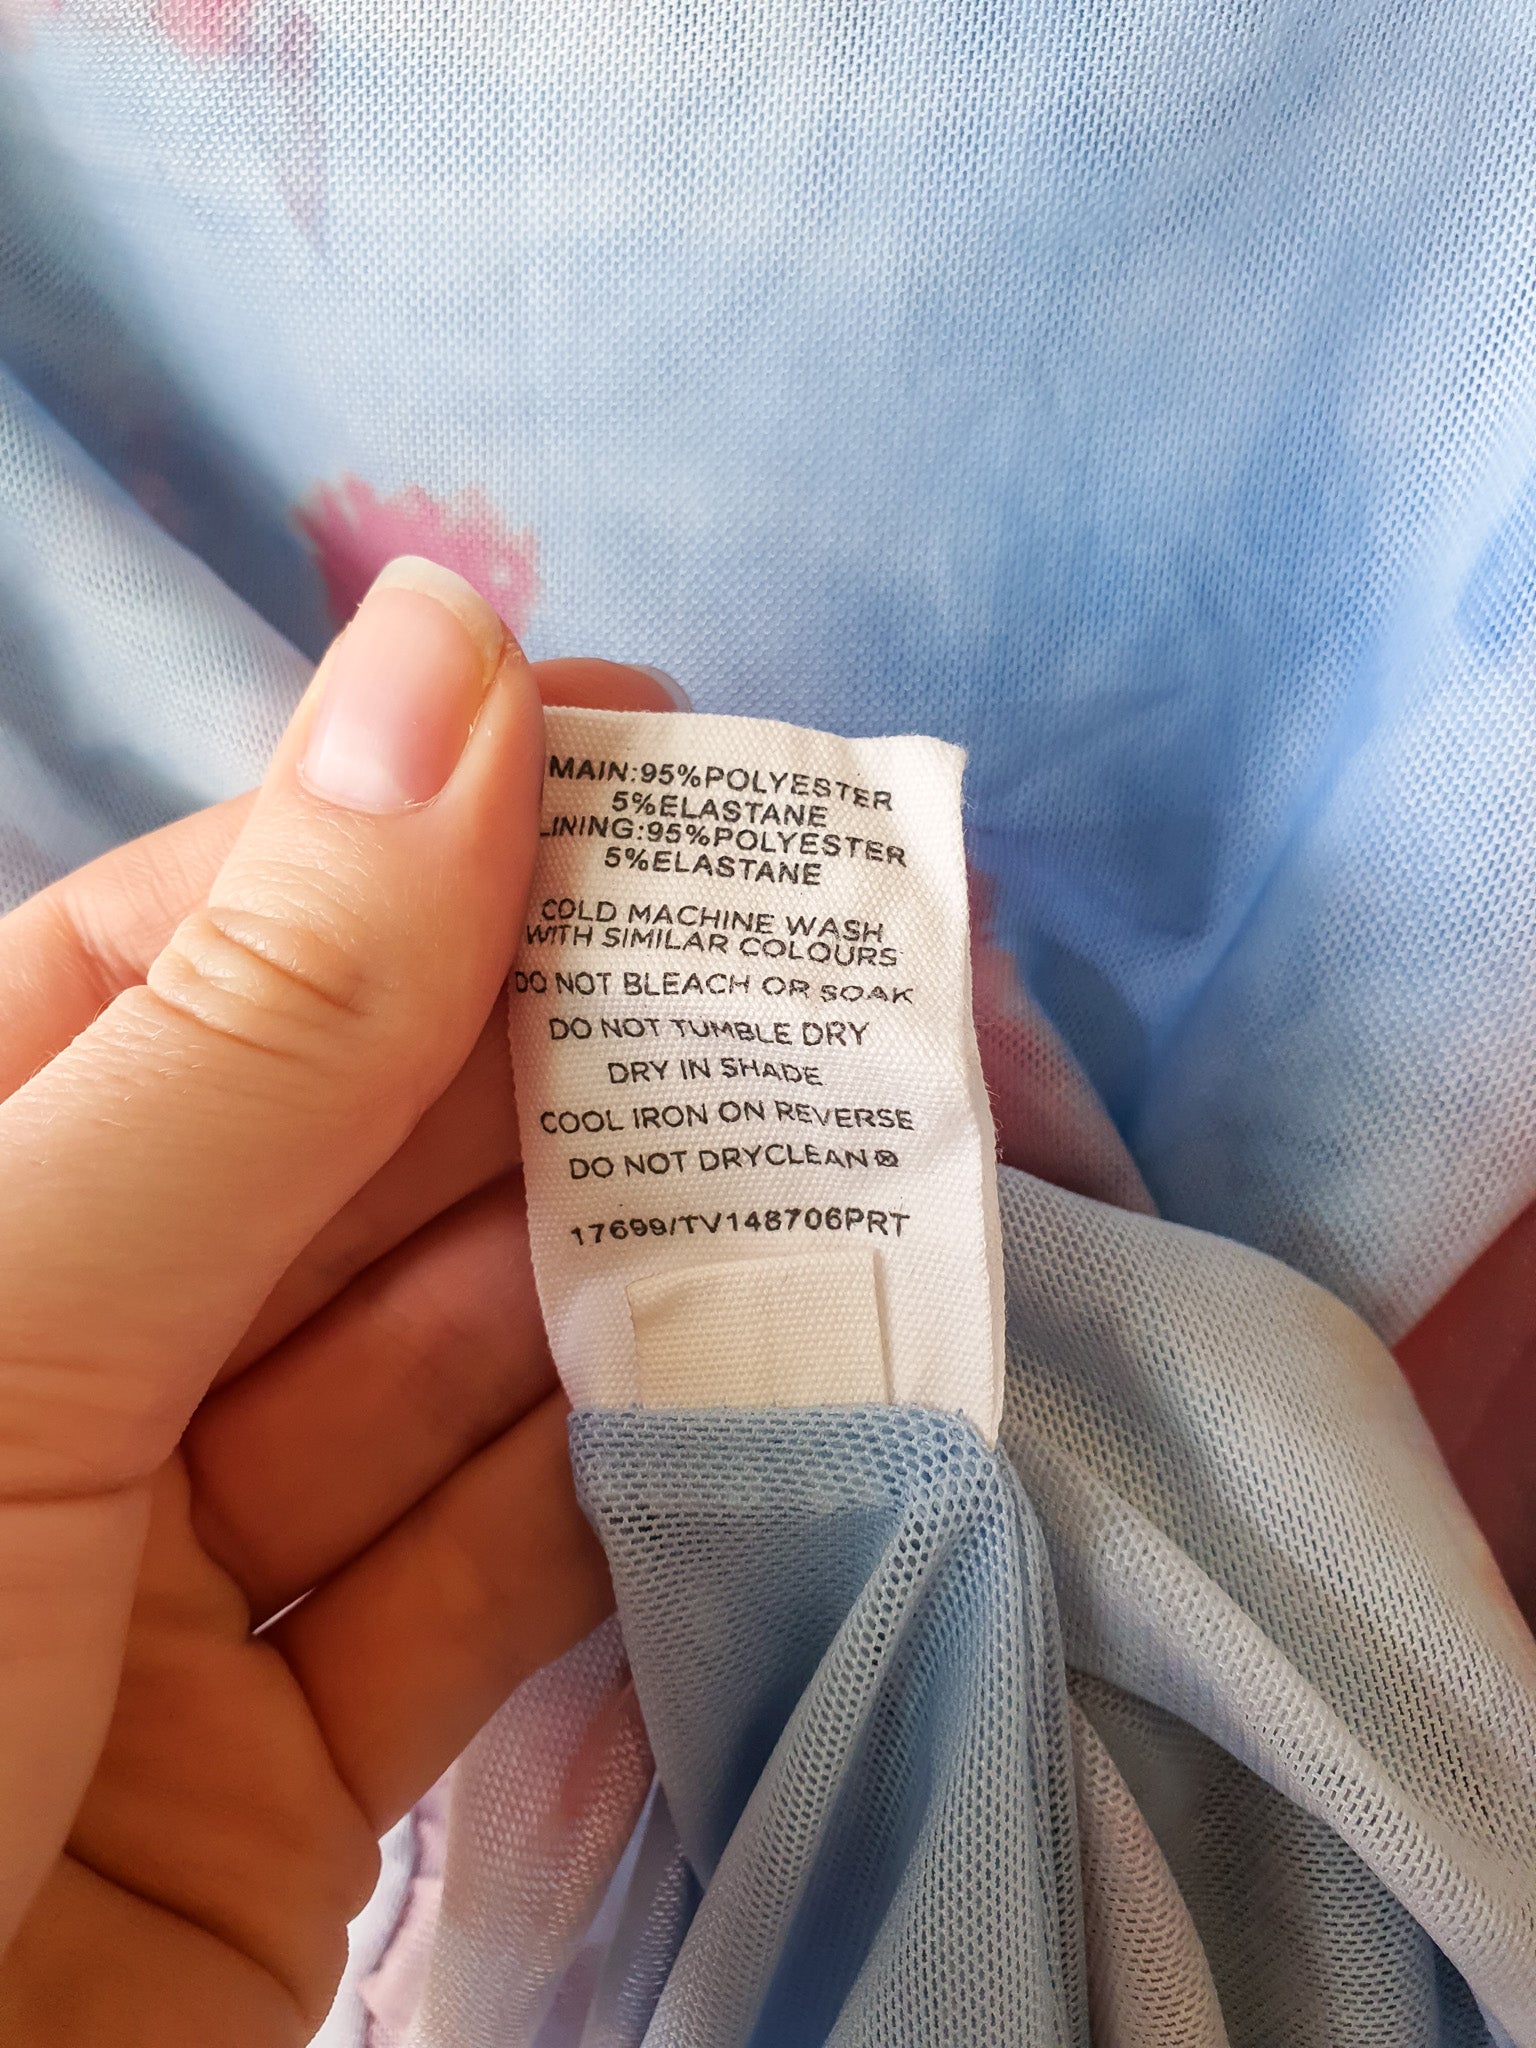 MAIN:95%POLYESTER
5%ELASTANE
LINING:95%POLYESTER
5%ELASTANE
COLD MACHINE WASH
WITH SIMILAR COLOURS
DO NOT BLEACH OR SOAK
DO NOT TUMBLE DRY
DRY IN SHADE
COOL IRON ON REVERSE
DO NOT DRYCLEAN
17699/TV148706PRT